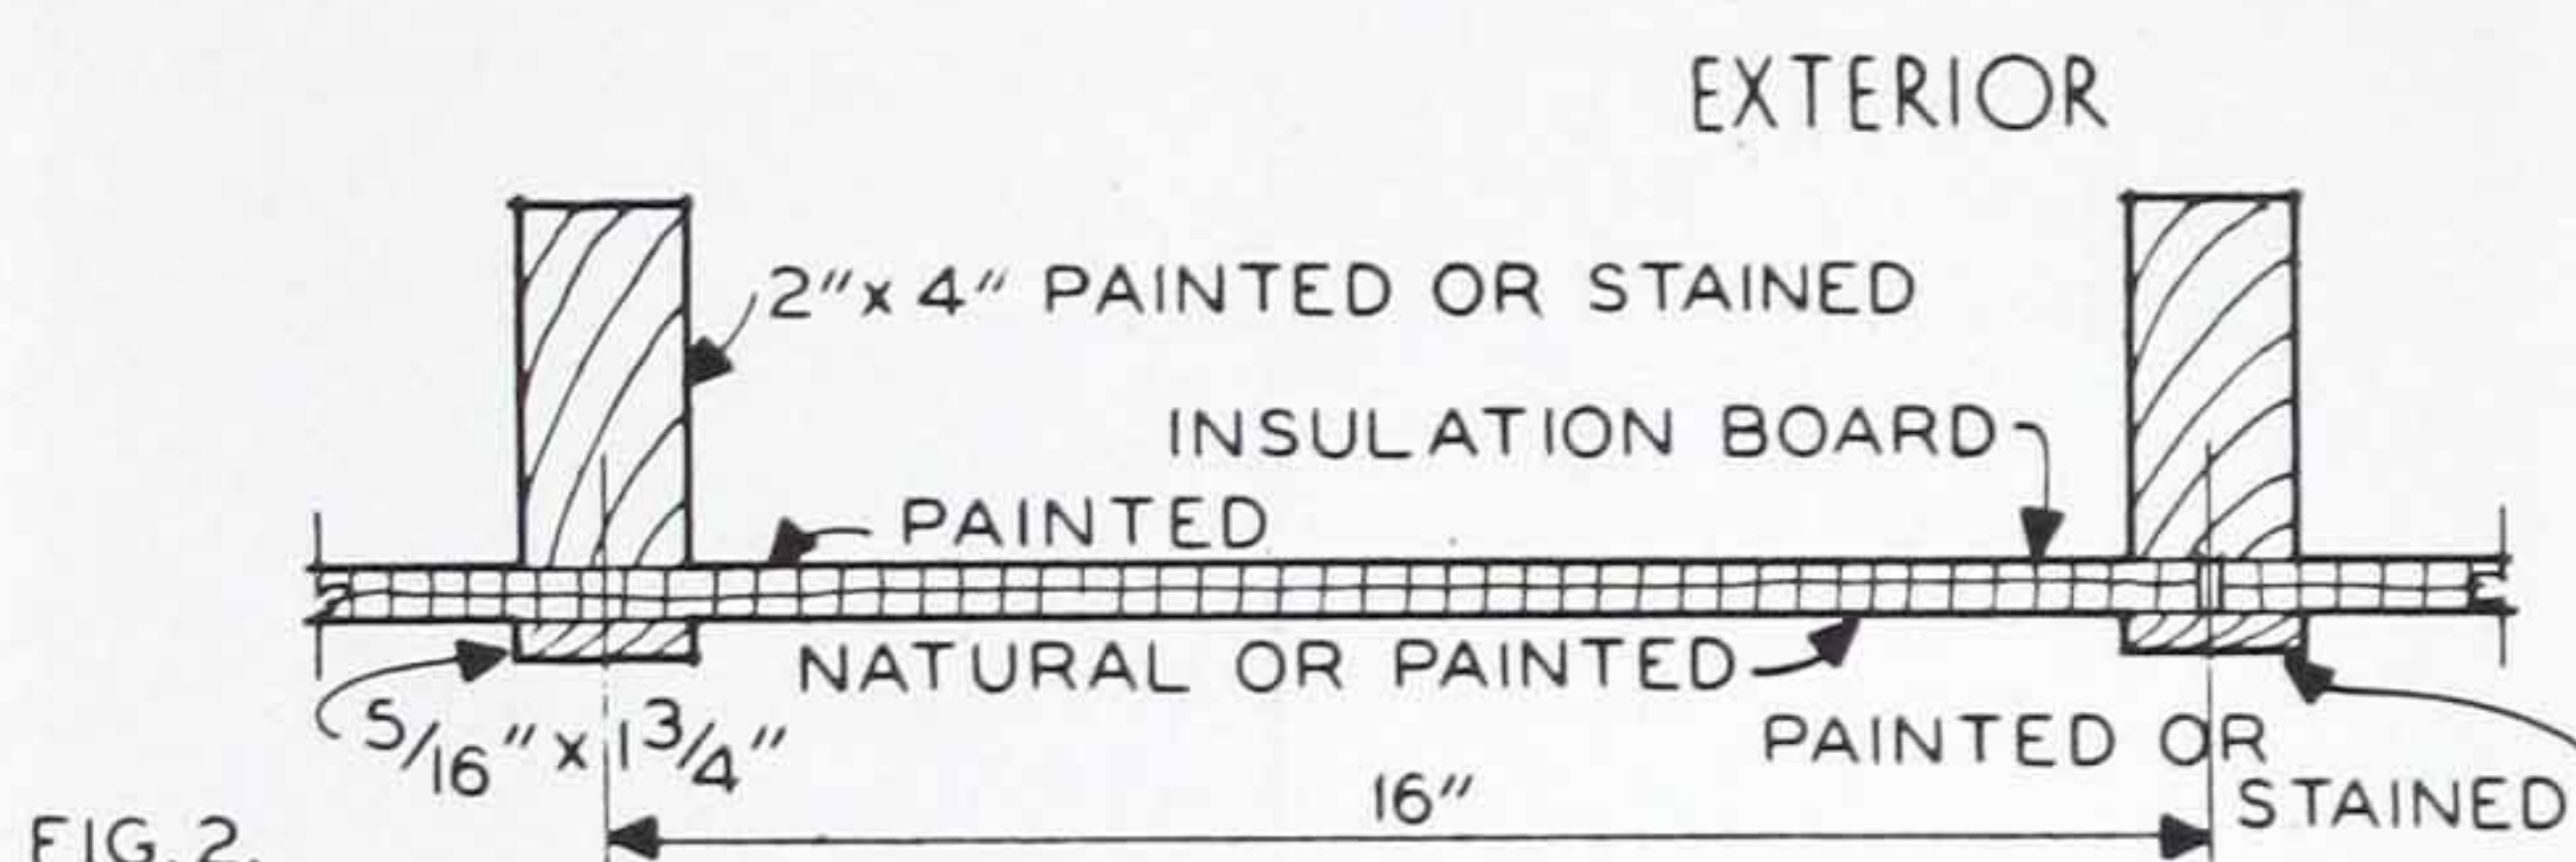 EXTERIOR
2" x 4" PAINTED OR STAINED
INSULATION BOARD
PAINTED
NATURAL OR PAINTED
5/16" x 1 3/4"
PAINTED OR
STAINED
16"
FIG. 2.